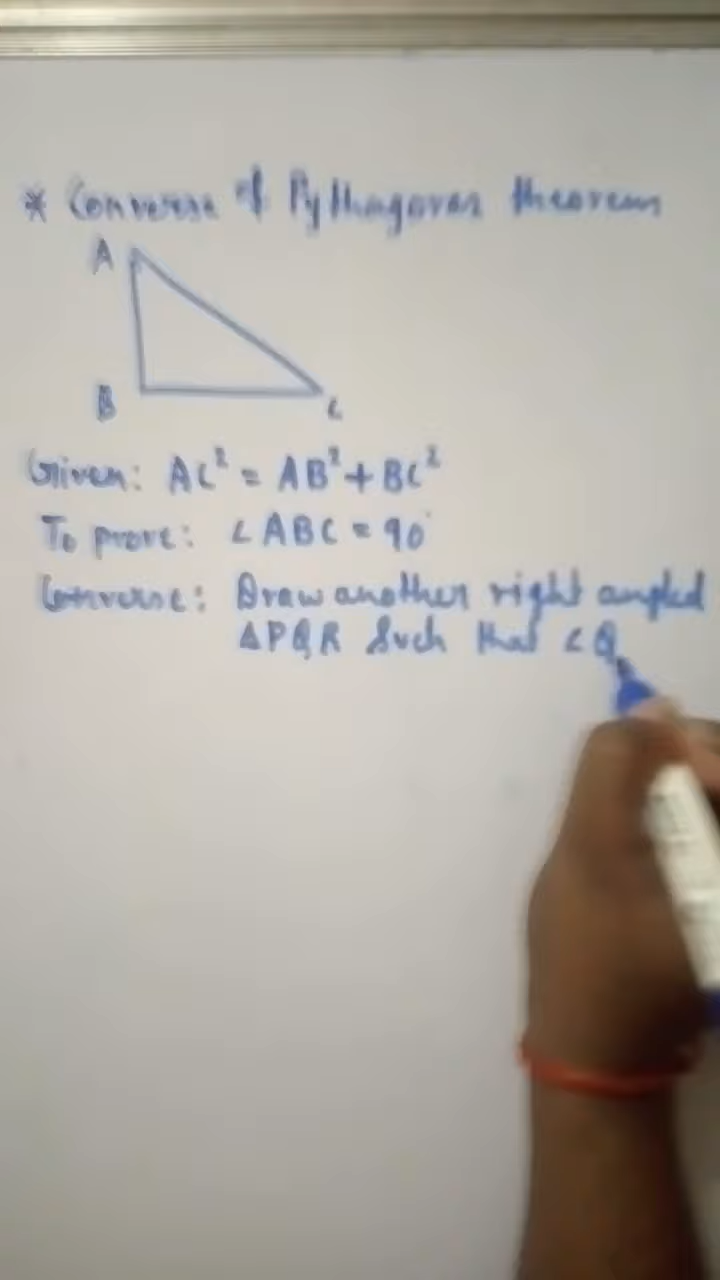 * Converse of Pythagoras theorem
A
B
C
Given: AC² = AB² + BC²
To prove: ∠ABC = 90°
Converse: Draw another right angled
ΔPQR Such that ∠Q